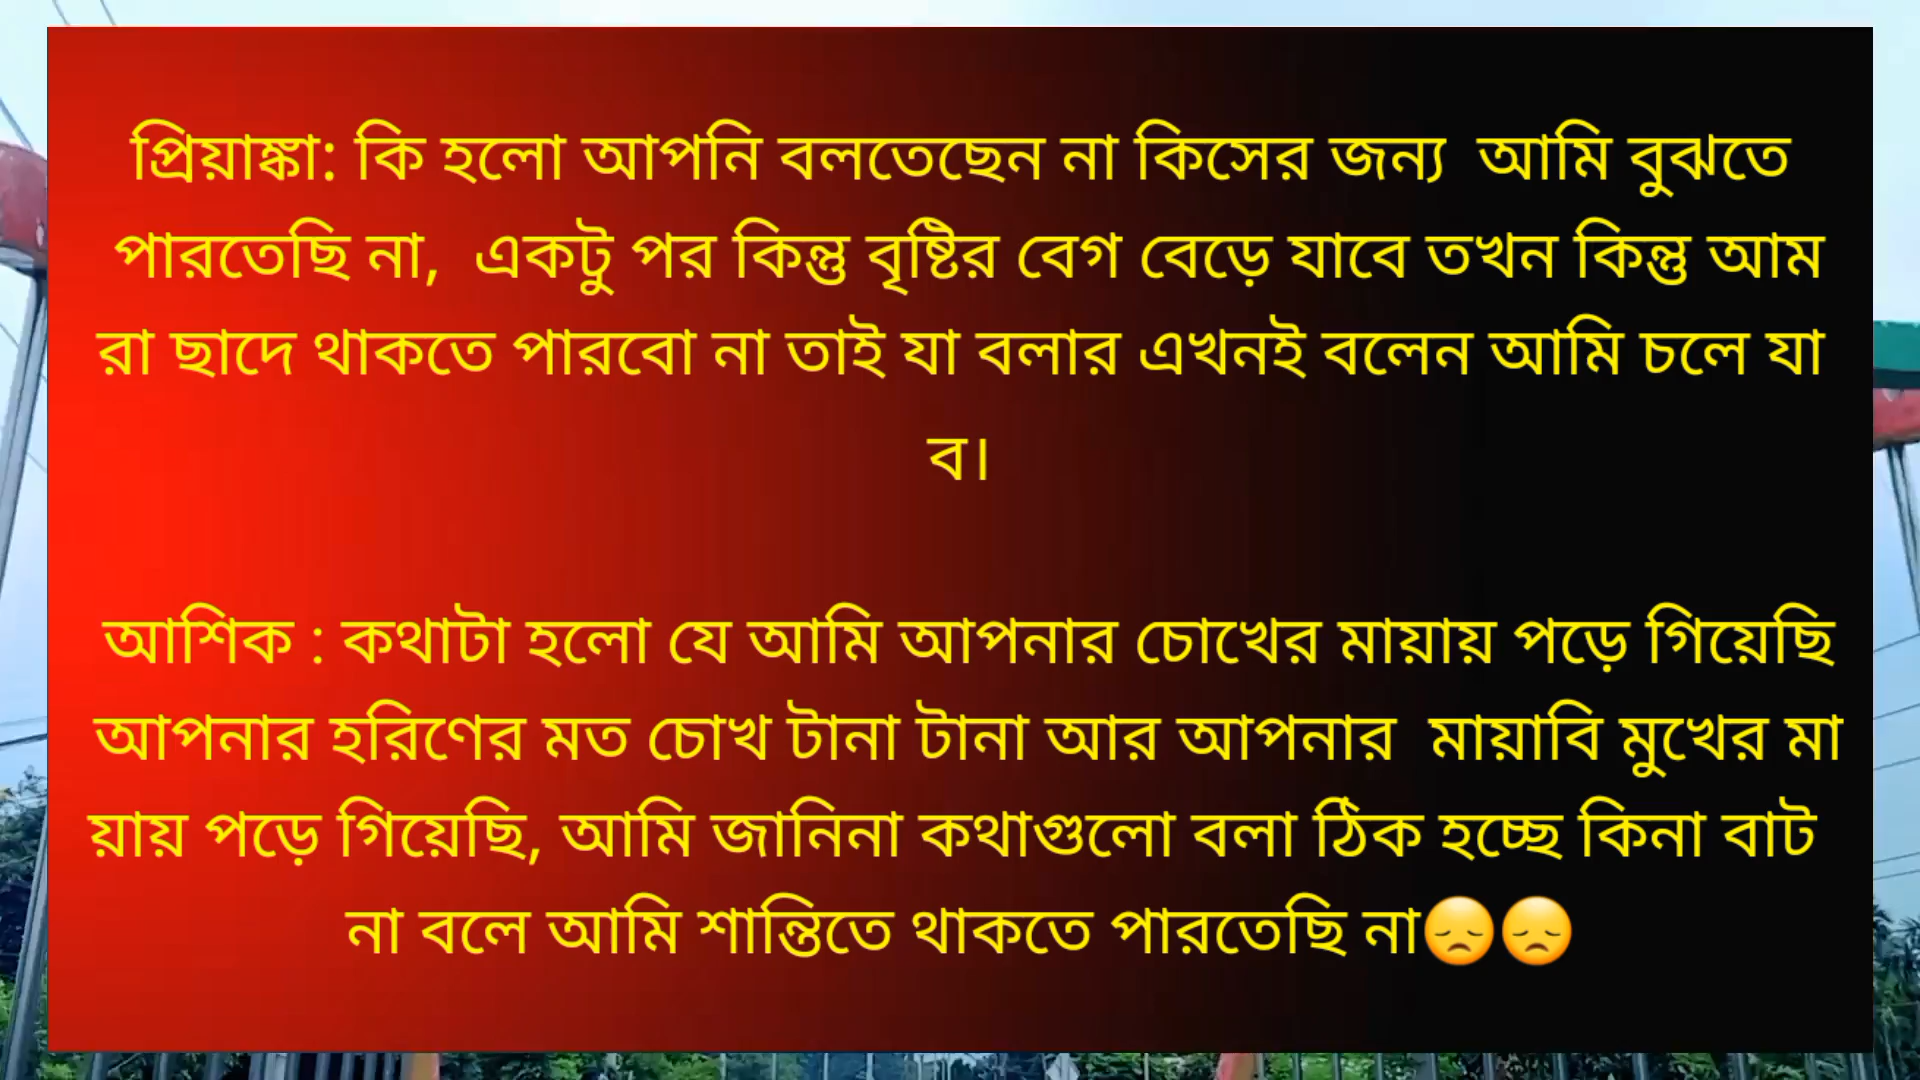 প্রিয়াঙ্কা: কি হলো আপনি বলতেছেন না কিসের জন্য আমি বুঝতে
পারতেছি না, একটু পর কিন্তু বৃষ্টির বেগ বেড়ে যাবে তখন কিন্তু আম
রা ছাদে থাকতে পারবো না তাই যা বলার এখনই বলেন আমি চলে যা
ব।
আশিক : কথাটা হলো যে আমি আপনার চোখের মায়ায় পড়ে গিয়েছি
আপনার হরিণের মত চোখ টানা টানা আর আপনার মায়াবি মুখের মা
য়ায় পড়ে গিয়েছি, আমি জানিনা কথাগুলো বলা ঠিক হচ্ছে কিনা বাট
না বলে আমি শান্তিতে থাকতে পারতেছি না😞😞